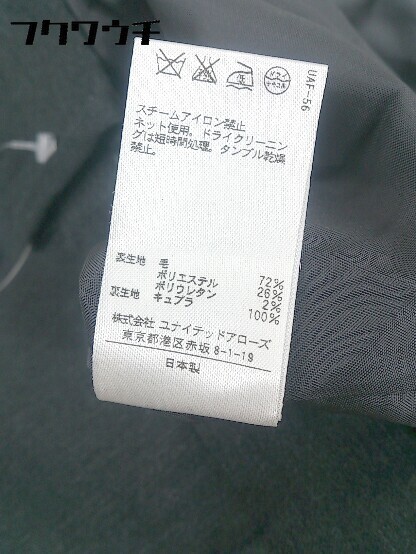 フクワウチ
UAF-56
スチームアイロン禁止
ネット使用。ドライクリーニン
グは短時間処理。タンブル乾燥
禁止。
表生地 毛 72%
ポリエステル 26%
ポリウレタン 2%
裏生地 キュプラ 100%
株式会社 ユナイテッドアローズ
東京都港区赤坂 8-1-19
日本製